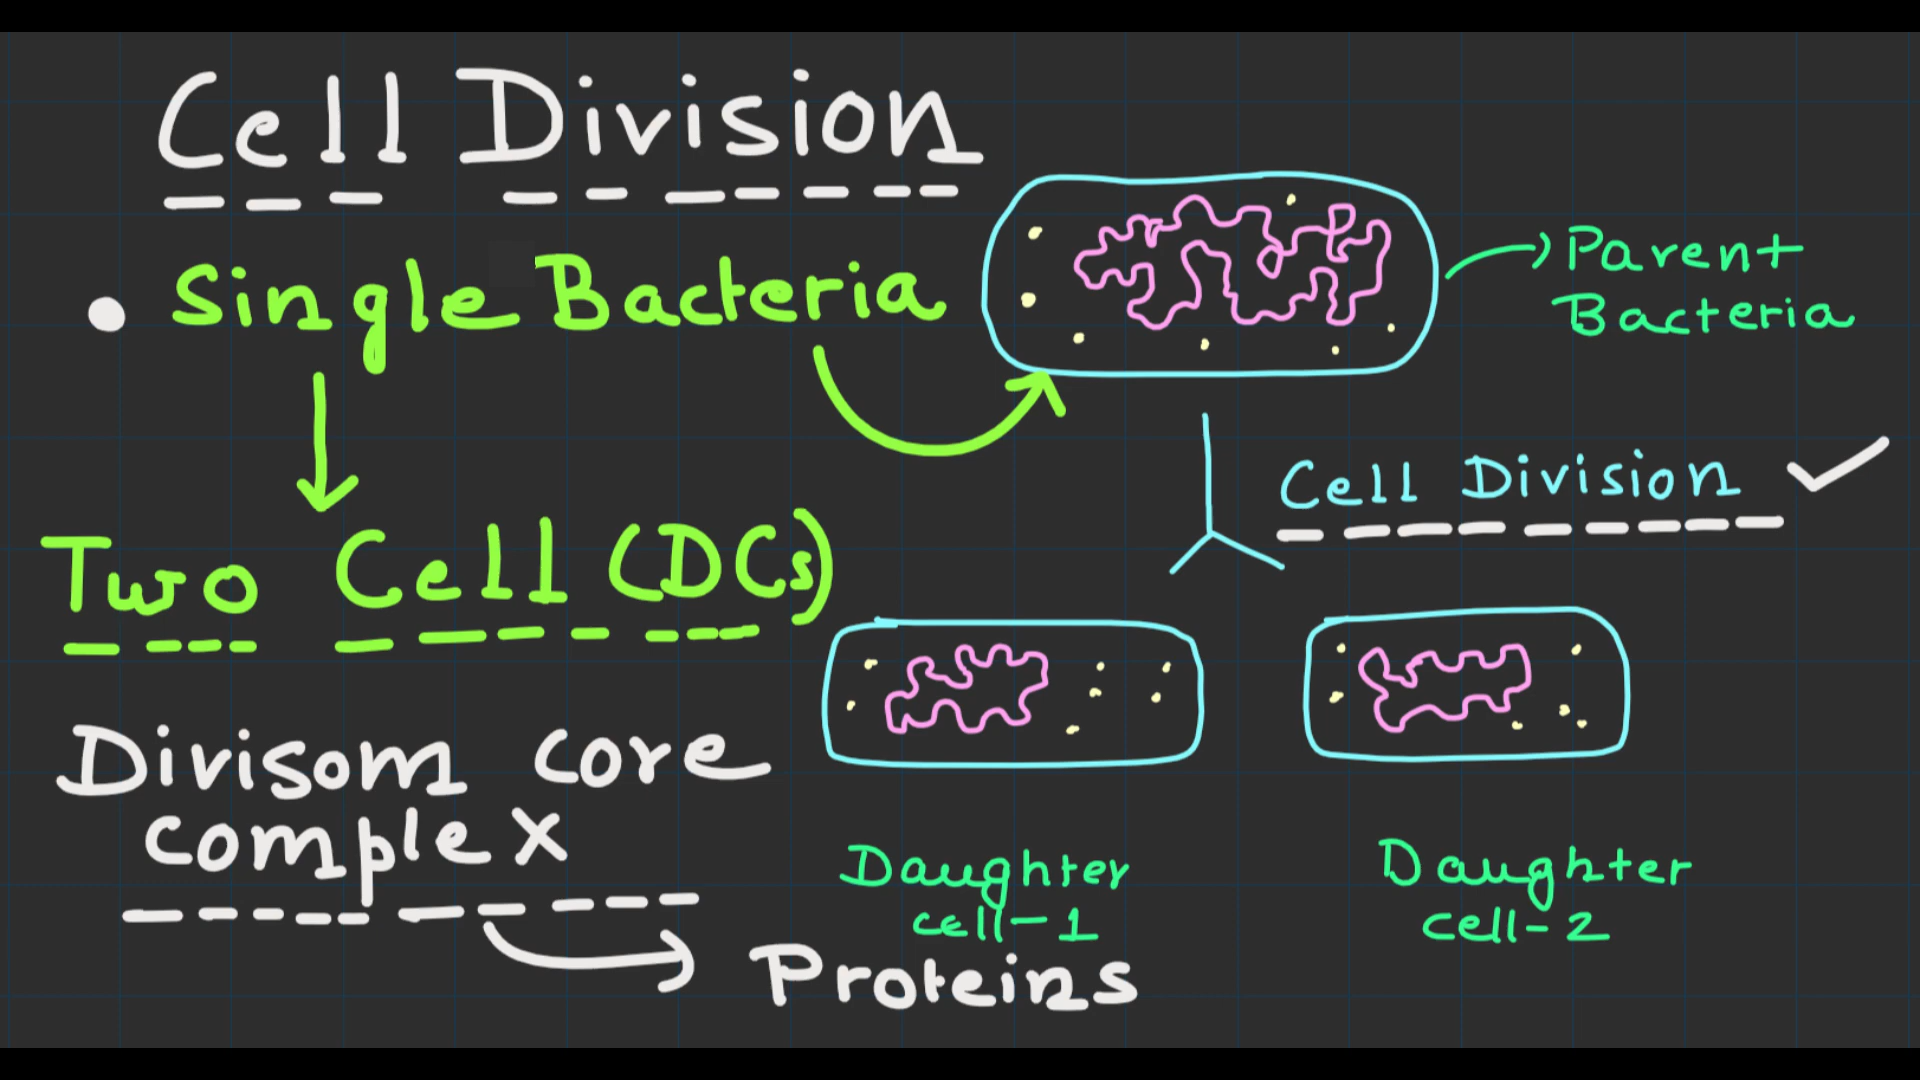 Cell Division
Single Bacteria
Parent
Bacteria
Cell Division
Two Cell (DCs)
Divisom core
complex
Proteins
Daughter
cell-1
Daughter
cell-2